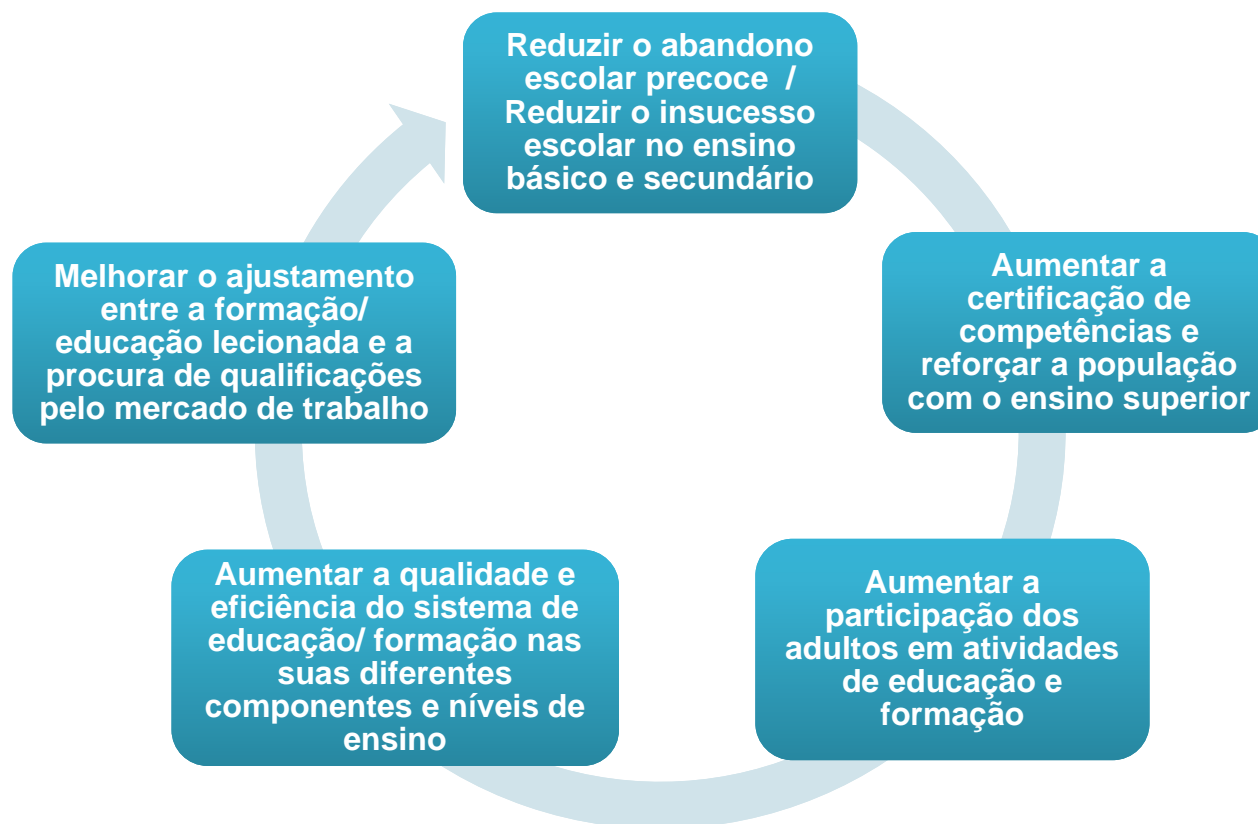 Reduzir o abandono
escolar precoce /
Reduzir o insucesso
escolar no ensino
básico e secundário
Aumentar a
certificação de
competências e
reforçar a população
com o ensino superior
Aumentar a
participação dos
adultos em atividades
de educação e
formação
Aumentar a qualidade e
eficiência do sistema de
educação/ formação nas
suas diferentes
componentes e níveis de
ensino
Melhorar o ajustamento
entre a formação/
educação lecionada e a
procura de qualificações
pelo mercado de trabalho